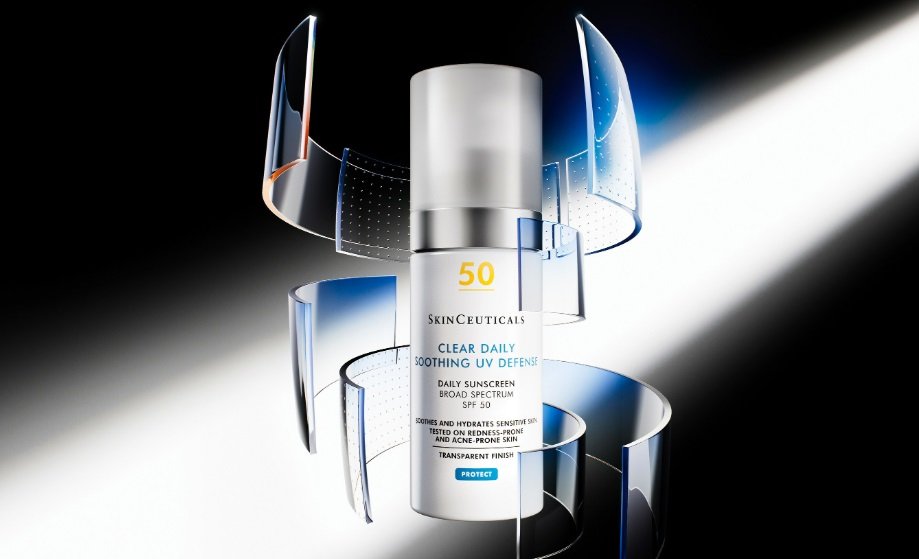 50
SKINCEUTICALS
CLEAR DAILY
SOOTHING UV DEFENSE
DAILY SUNSCREEN
BROAD SPECTRUM
SPF 50
SOOTHES AND HYDRATES SENSITIVE SKIN
TESTED ON REDNESS-PRONE
AND ACNE-PRONE SKIN
TRANSPARENT FINISH
PROTECT